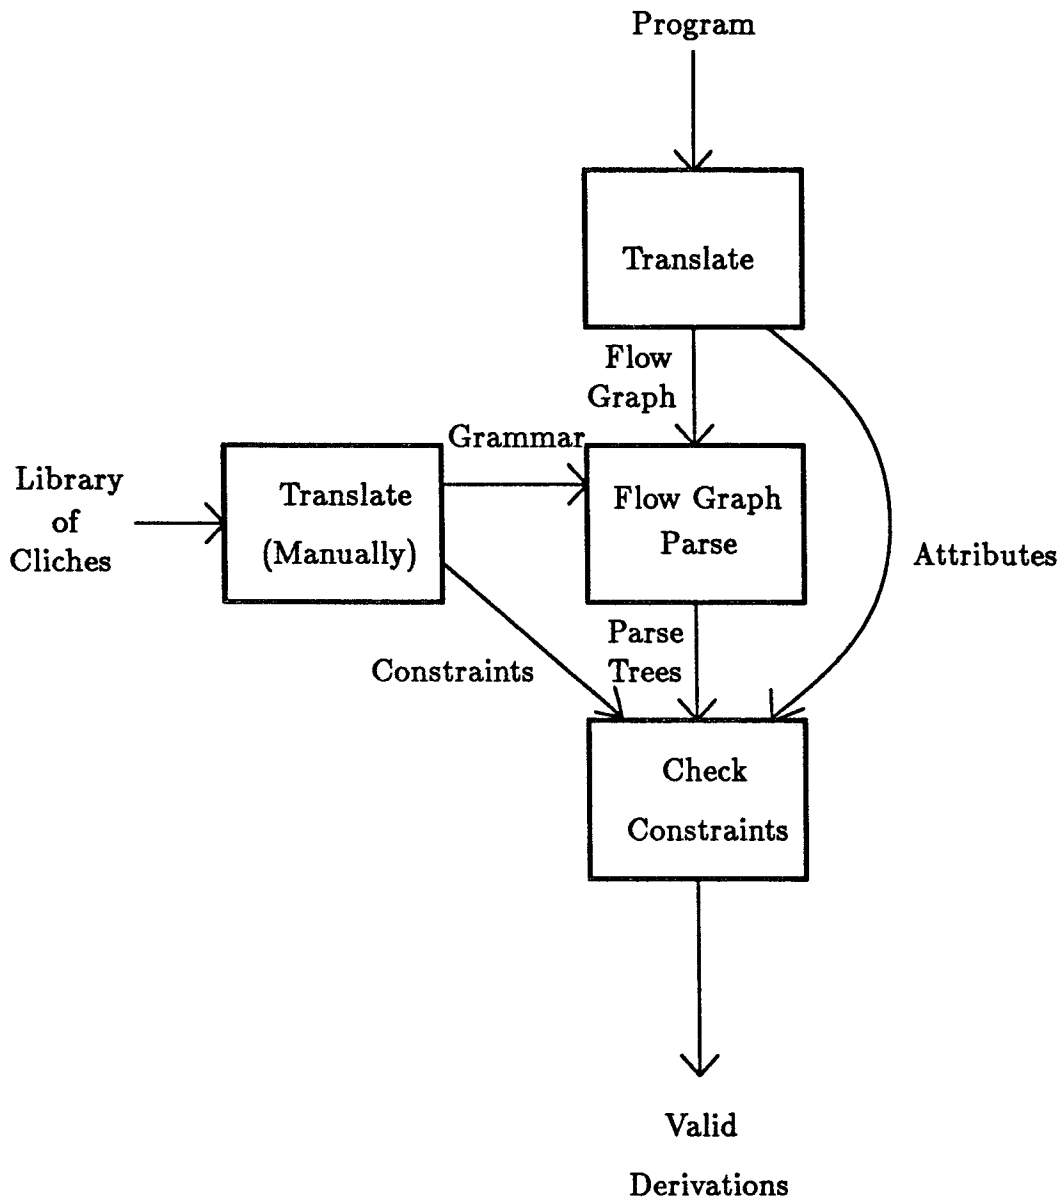 Program
Translate
Flow
Graph
Grammar
Library
of
Cliches
Translate
(Manually)
Flow Graph
Parse
Attributes
Parse
Trees
Constraints
Check
Constraints
Valid
Derivations